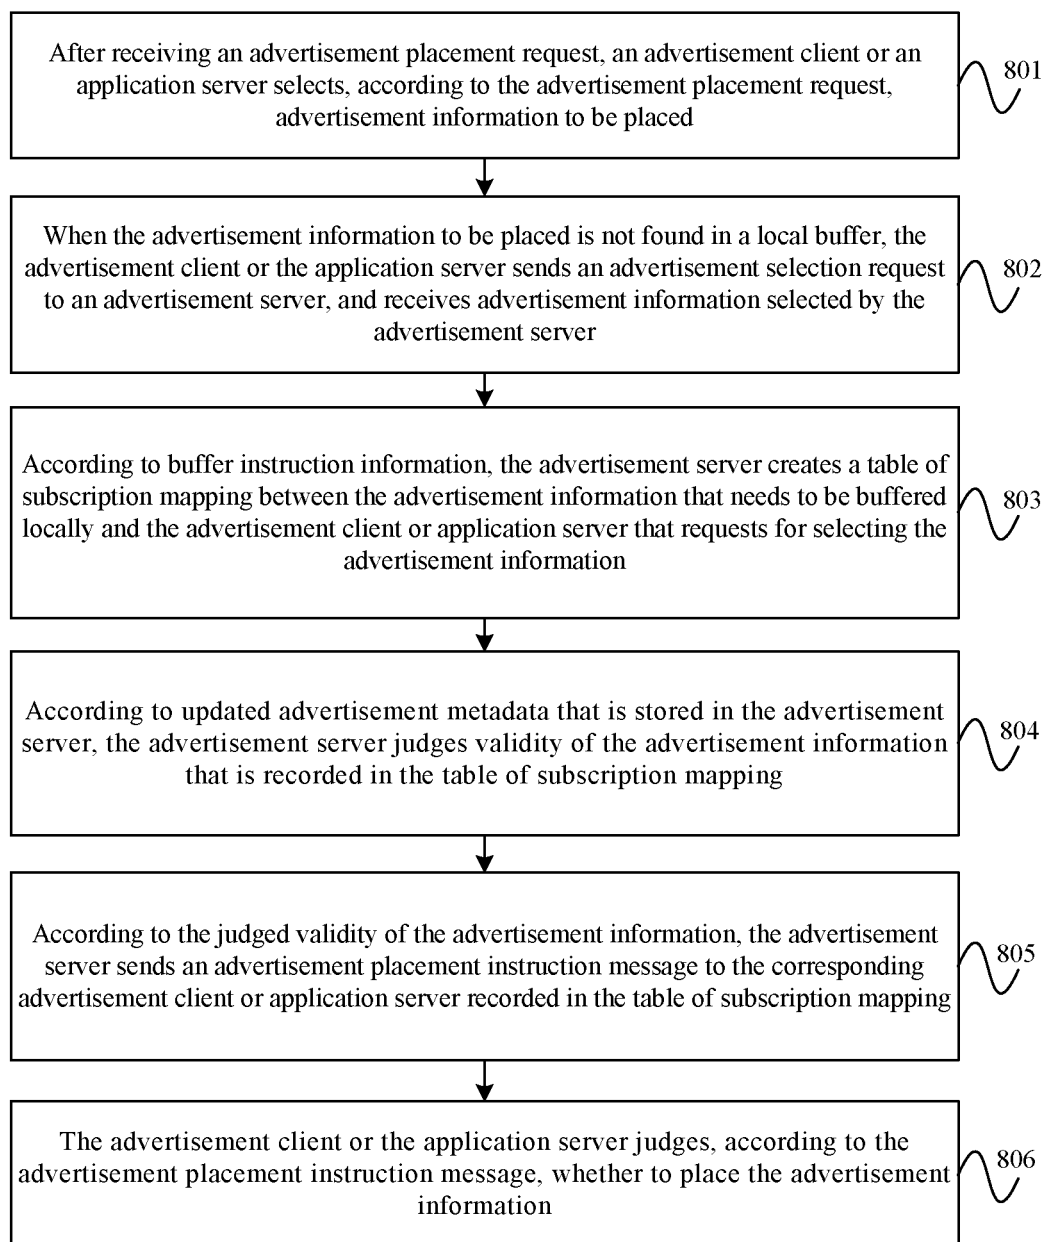 After receiving an advertisement placement request, an advertisement client or an
application server selects, according to the advertisement placement request,
advertisement information to be placed
801
When the advertisement information to be placed is not found in a local buffer, the
advertisement client or the application server sends an advertisement selection request
to an advertisement server, and receives advertisement information selected by the
advertisement server
802
According to buffer instruction information, the advertisement server creates a table of
subscription mapping between the advertisement information that needs to be buffered
locally and the advertisement client or application server that requests for selecting the
advertisement information
803
According to updated advertisement metadata that is stored in the advertisement
server, the advertisement server judges validity of the advertisement information
that is recorded in the table of subscription mapping
804
According to the judged validity of the advertisement information, the advertisement
server sends an advertisement placement instruction message to the corresponding
advertisement client or application server recorded in the table of subscription mapping
805
The advertisement client or the application server judges, according to the
advertisement placement instruction message, whether to place the advertisement
information
806